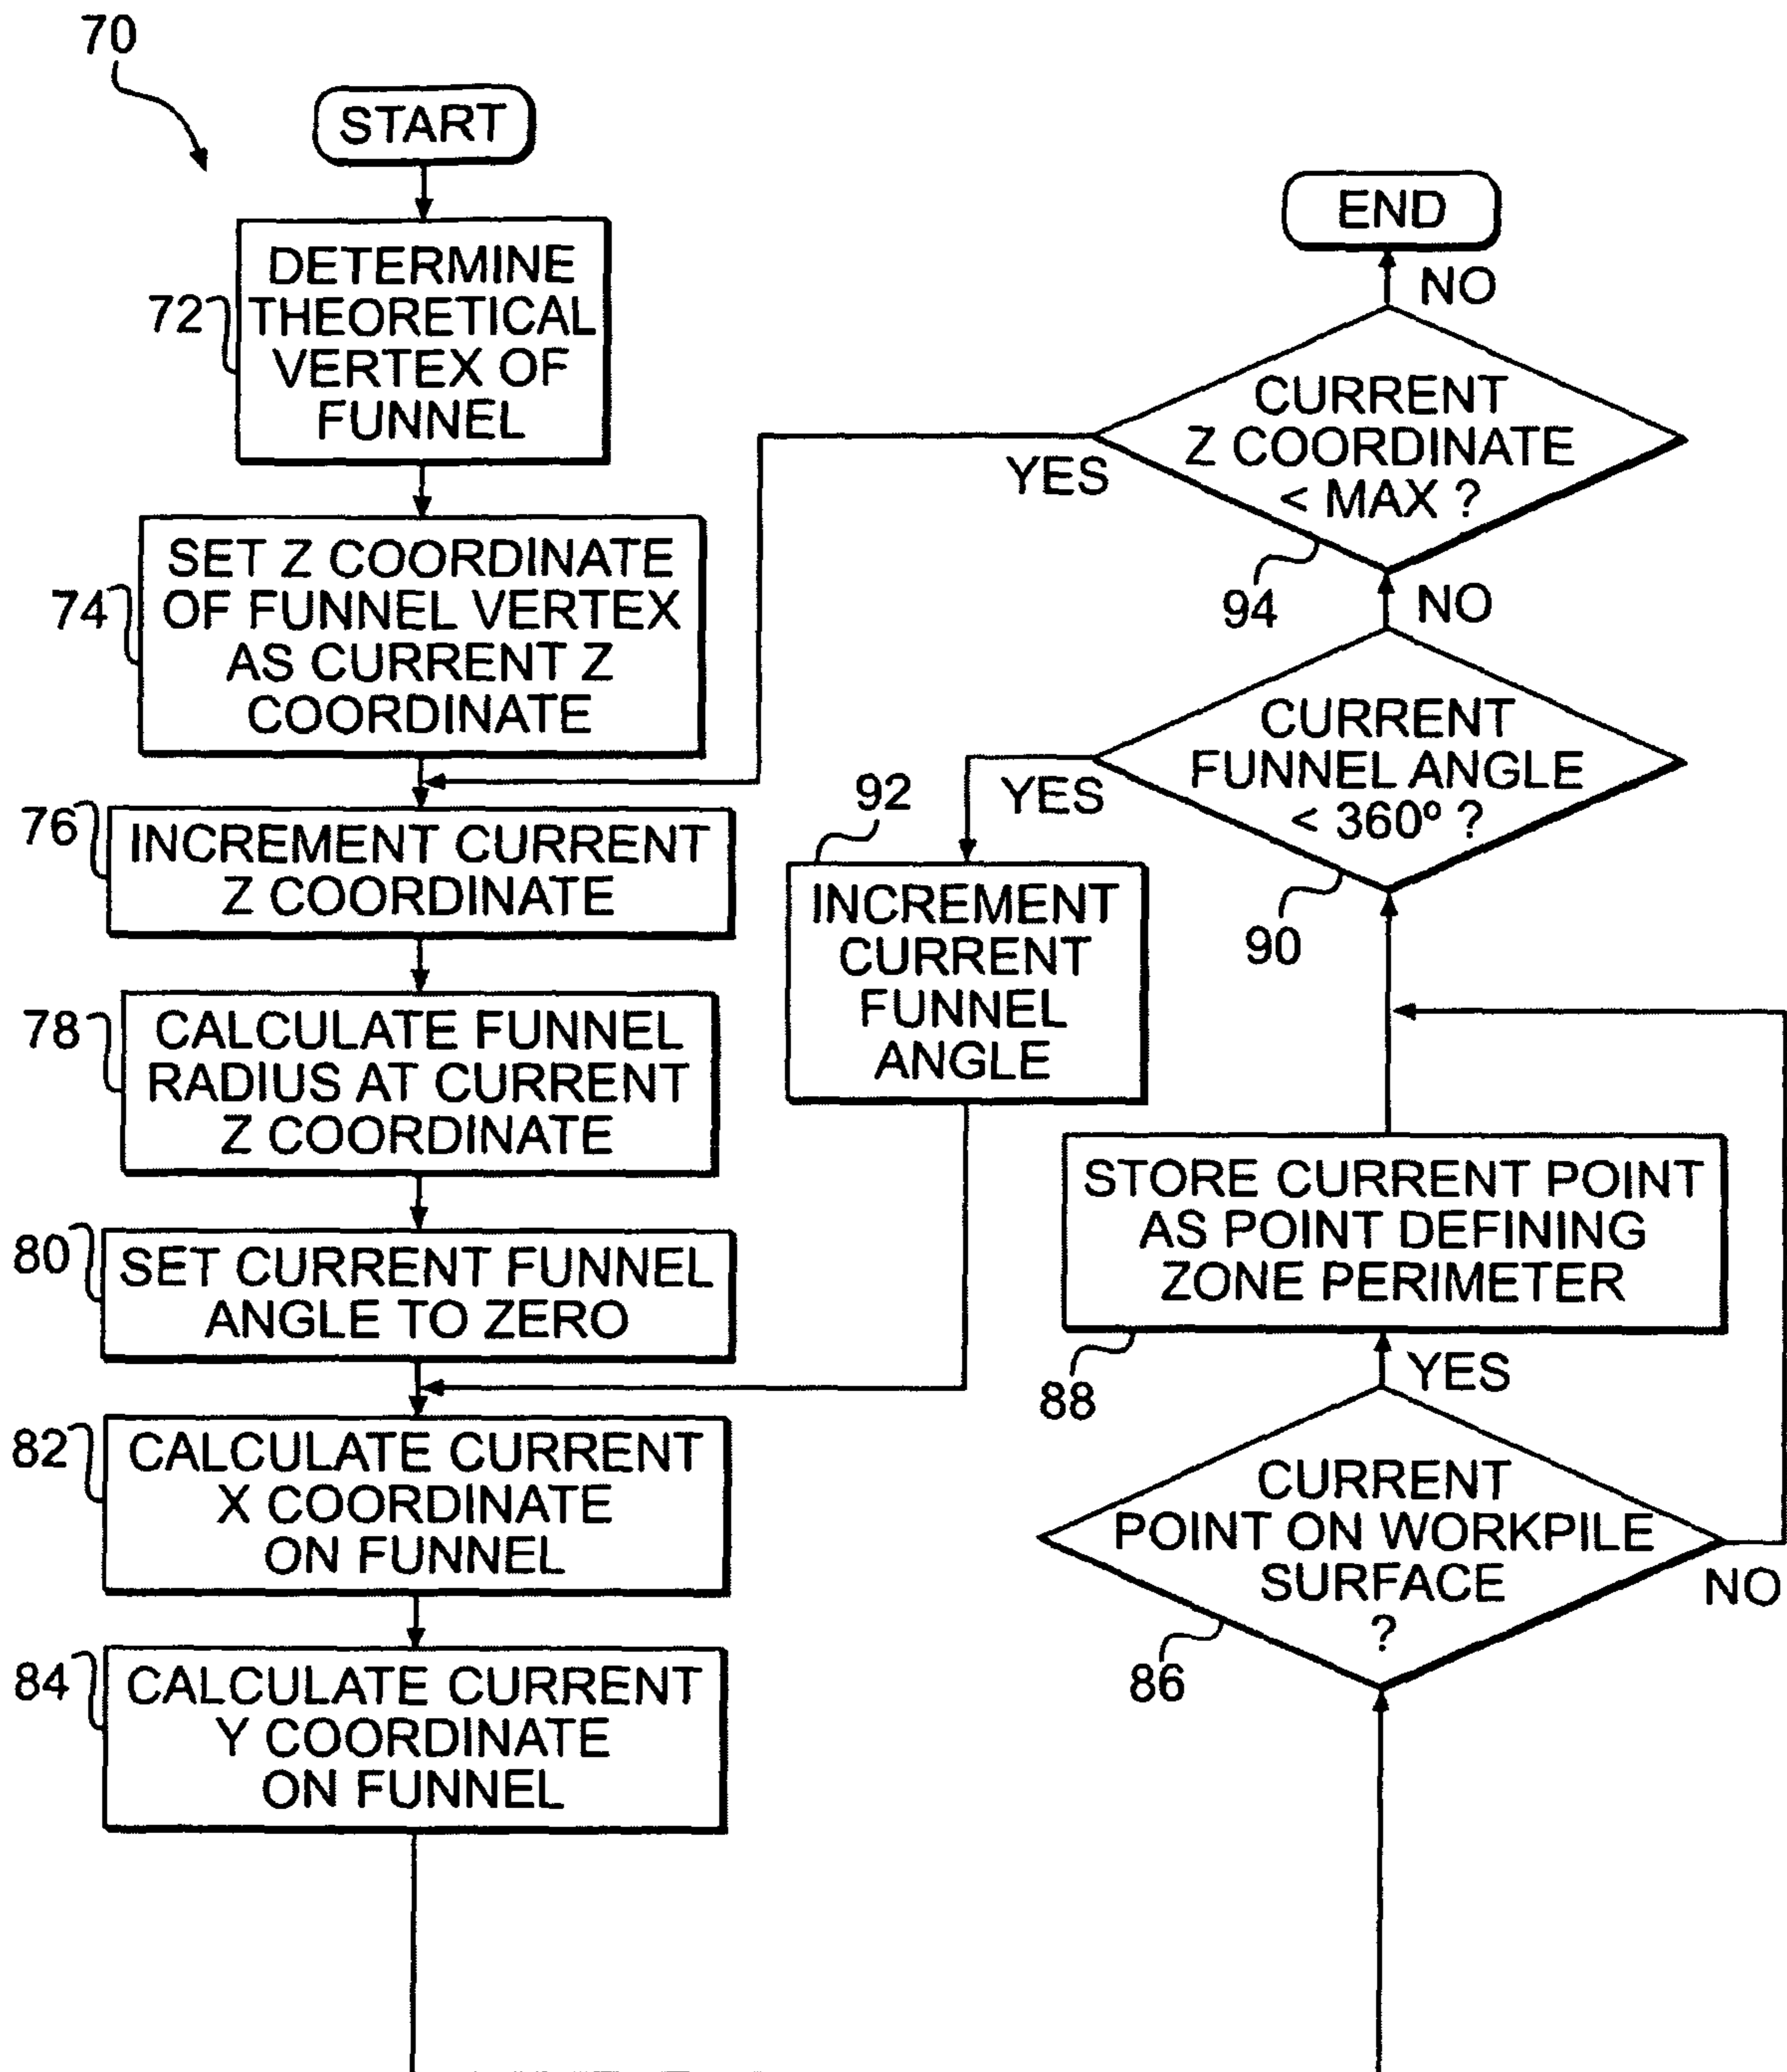 70
START
72
DETERMINE
THEORETICAL
VERTEX OF
FUNNEL
74
SET Z COORDINATE
OF FUNNEL VERTEX
AS CURRENT Z
COORDINATE
76
INCREMENT CURRENT
Z COORDINATE
78
CALCULATE FUNNEL
RADIUS AT CURRENT
Z COORDINATE
80
SET CURRENT FUNNEL
ANGLE TO ZERO
82
CALCULATE CURRENT
X COORDINATE
ON FUNNEL
84
CALCULATE CURRENT
Y COORDINATE
ON FUNNEL
END
NO
CURRENT
Z COORDINATE
< MAX ?
YES
94
NO
CURRENT
FUNNEL ANGLE
< 360º ?
YES
90
92
INCREMENT
CURRENT
FUNNEL
ANGLE
STORE CURRENT POINT
AS POINT DEFINING
ZONE PERIMETER
88
YES
CURRENT
POINT ON WORKPILE
SURFACE
?
NO
86